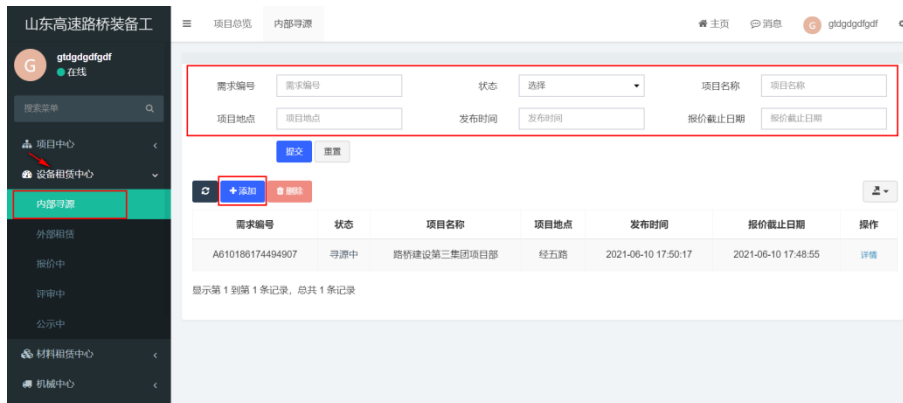 山东高速路桥装备工
项目总览 内部寻源 主页 消息 G gtdgdgdfgdf
G gtdgdgdfgdf
在线
需求编号 需求编号 状态 选择 项目名称 项目名称
搜索菜单
项目地点 项目地点 发布时间 发布时间 报价截止日期 报价截止日期
项目中心
提交 重置
设备租赁中心
添加 删除
内部寻源
需求编号 状态 项目名称 项目地点 发布时间 报价截止日期 操作
外部租赁
A610186174494907 寻源中 路桥建设第三集团项目部 经五路 2021-06-10 17:50:17 2021-06-10 17:48:55 详情
报价中
显示第 1 到第 1 条记录，总共 1 条记录
评审中
公示中
材料租赁中心
机械中心